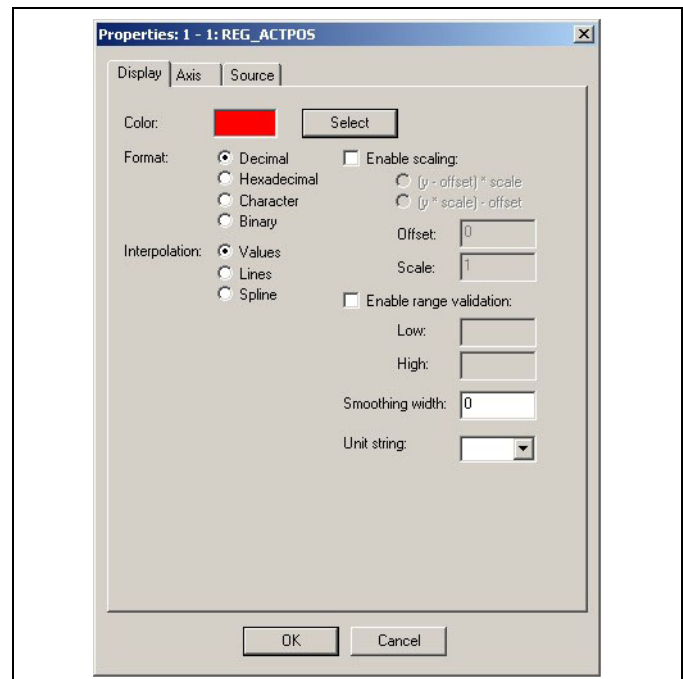 Properties: 1 - 1: REG_ACTPOS
Display Axis Source
Color: Select
Format: Decimal
Hexadecimal
Character
Binary
Interpolation: Values
Lines
Spline
Enable scaling:
(y - offset) * scale
(y * scale) - offset
Offset: 0
Scale: 1
Enable range validation:
Low:
High:
Smoothing width: 0
Unit string:
OK Cancel